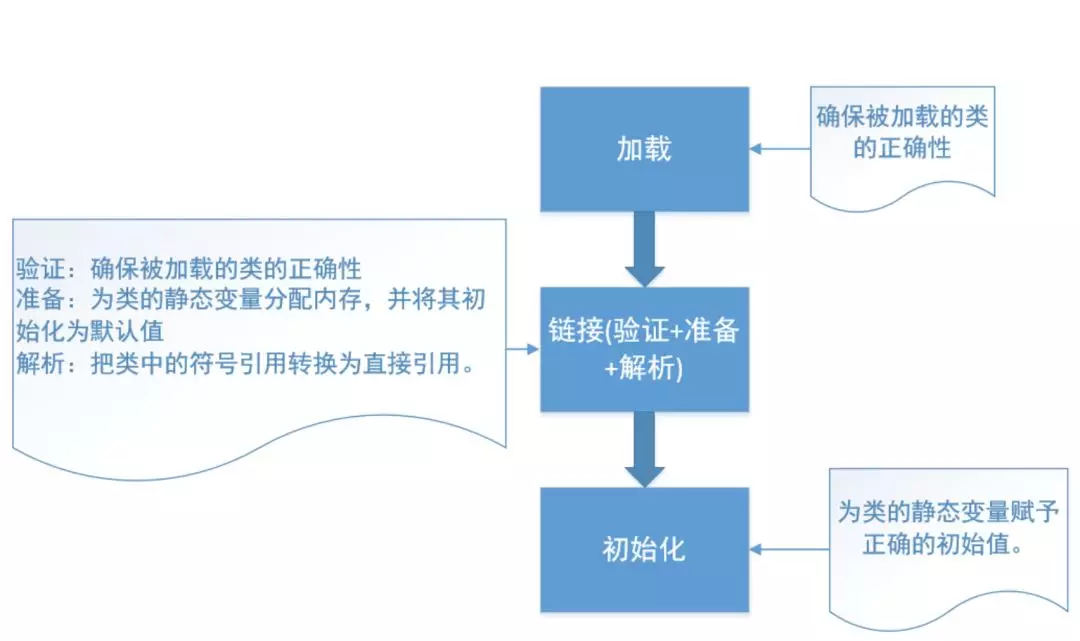 加载
确保被加载的类
的正确性
验证：确保被加载的类的正确性
准备：为类的静态变量分配内存，并将其初
始化为默认值
解析：把类中的符号引用转换为直接引用。
链接(验证+准备
+解析)
初始化
为类的静态变量赋予
正确的初始值。